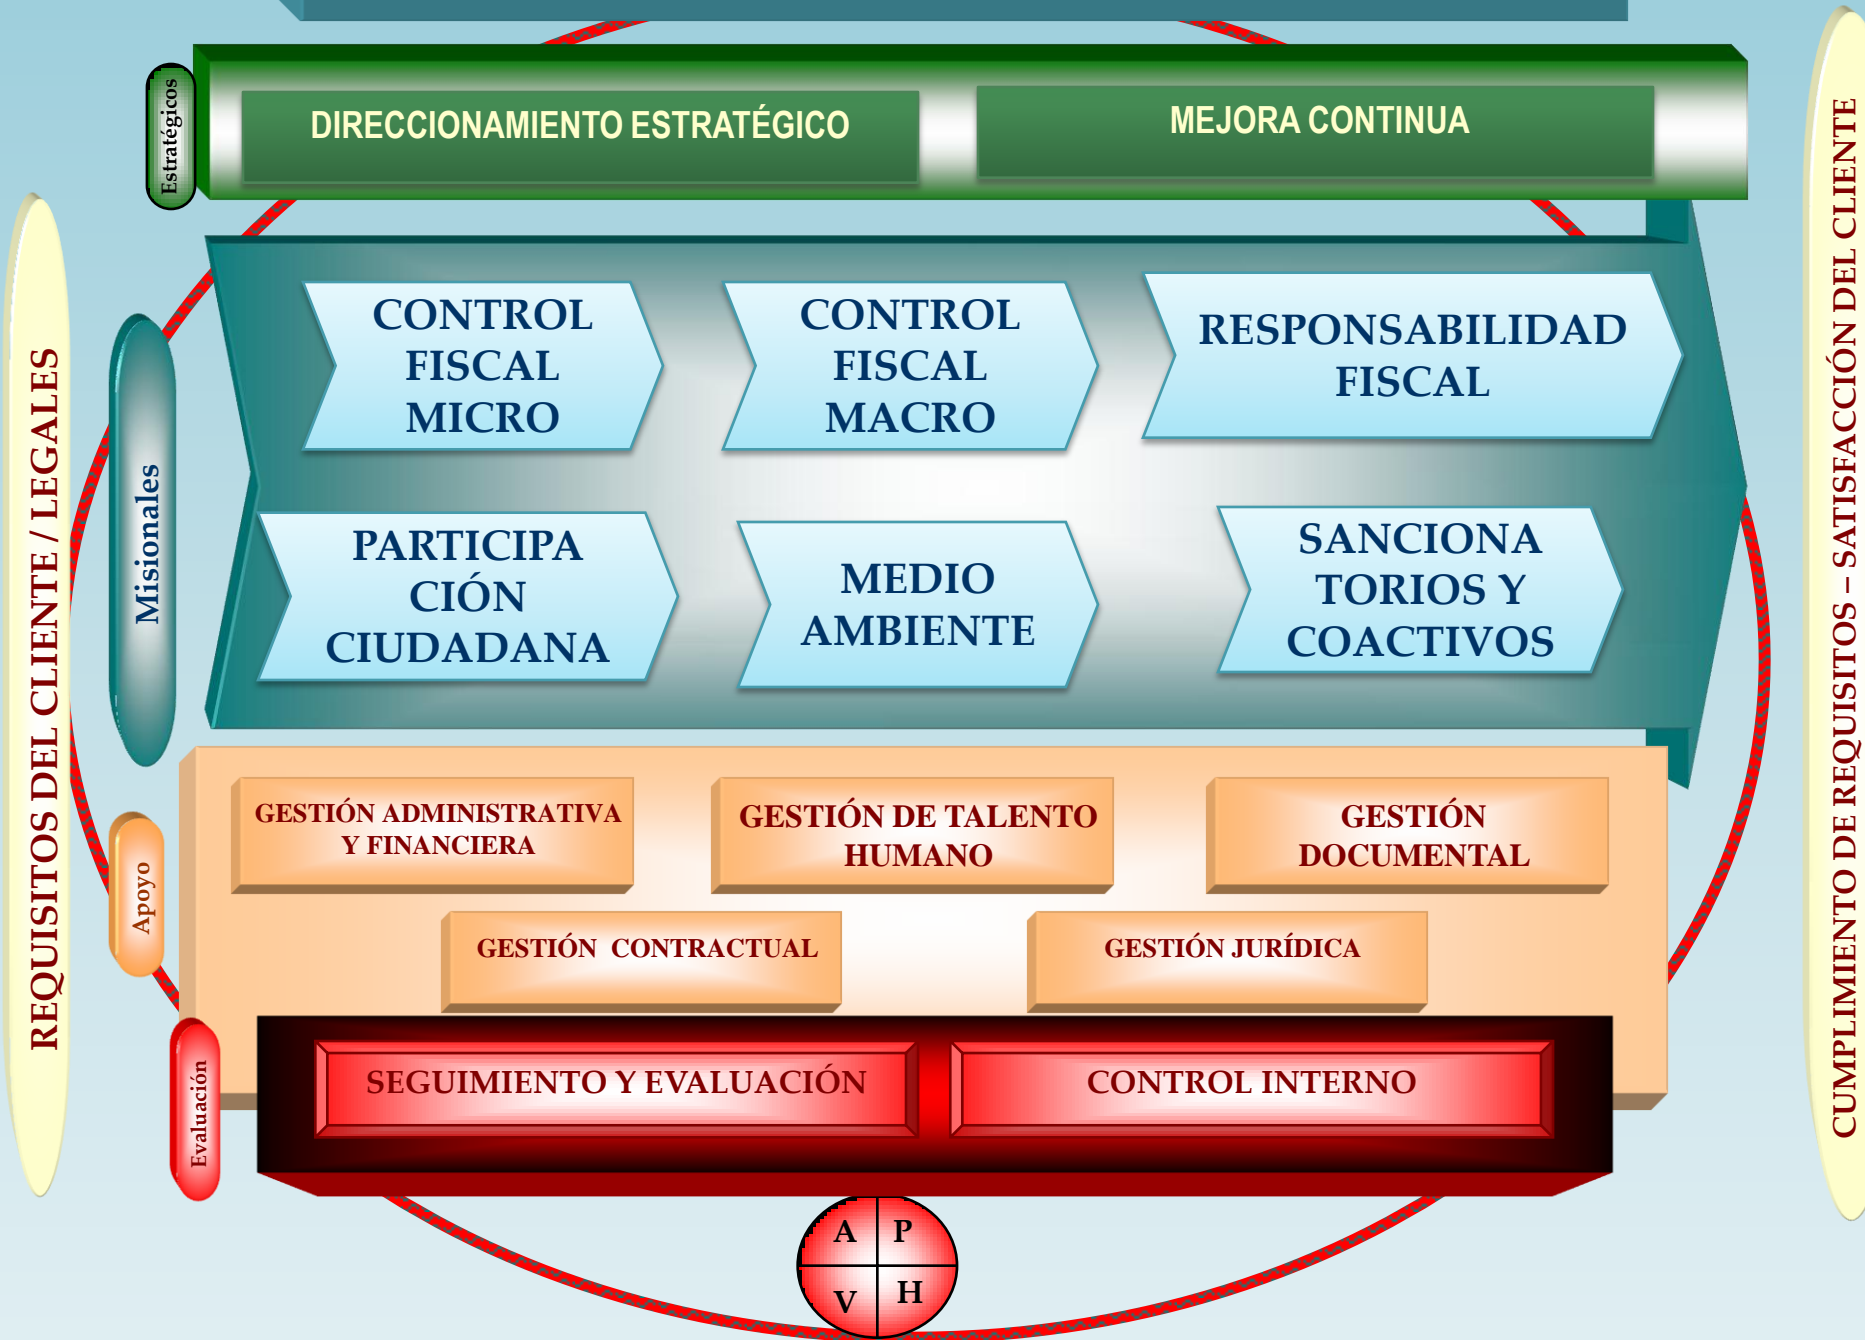 Estratégicos
DIRECCIONAMIENTO ESTRATÉGICO
MEJORA CONTINUA
REQUISITOS DEL CLIENTE / LEGALES
Misionales
CONTROL
FISCAL
MICRO
CONTROL
FISCAL
MACRO
RESPONSABILIDAD
FISCAL
PARTICIPA
CIÓN
CIUDADANA
MEDIO
AMBIENTE
SANCIONA
TORIOS Y
COACTIVOS
CUMPLIMIENTO DE REQUISITOS – SATISFACCIÓN DEL CLIENTE
Apoyo
GESTIÓN ADMINISTRATIVA
Y FINANCIERA
GESTIÓN DE TALENTO
HUMANO
GESTIÓN
DOCUMENTAL
GESTIÓN CONTRACTUAL
GESTIÓN JURÍDICA
Evaluación
SEGUIMIENTO Y EVALUACIÓN
CONTROL INTERNO
A P
V H